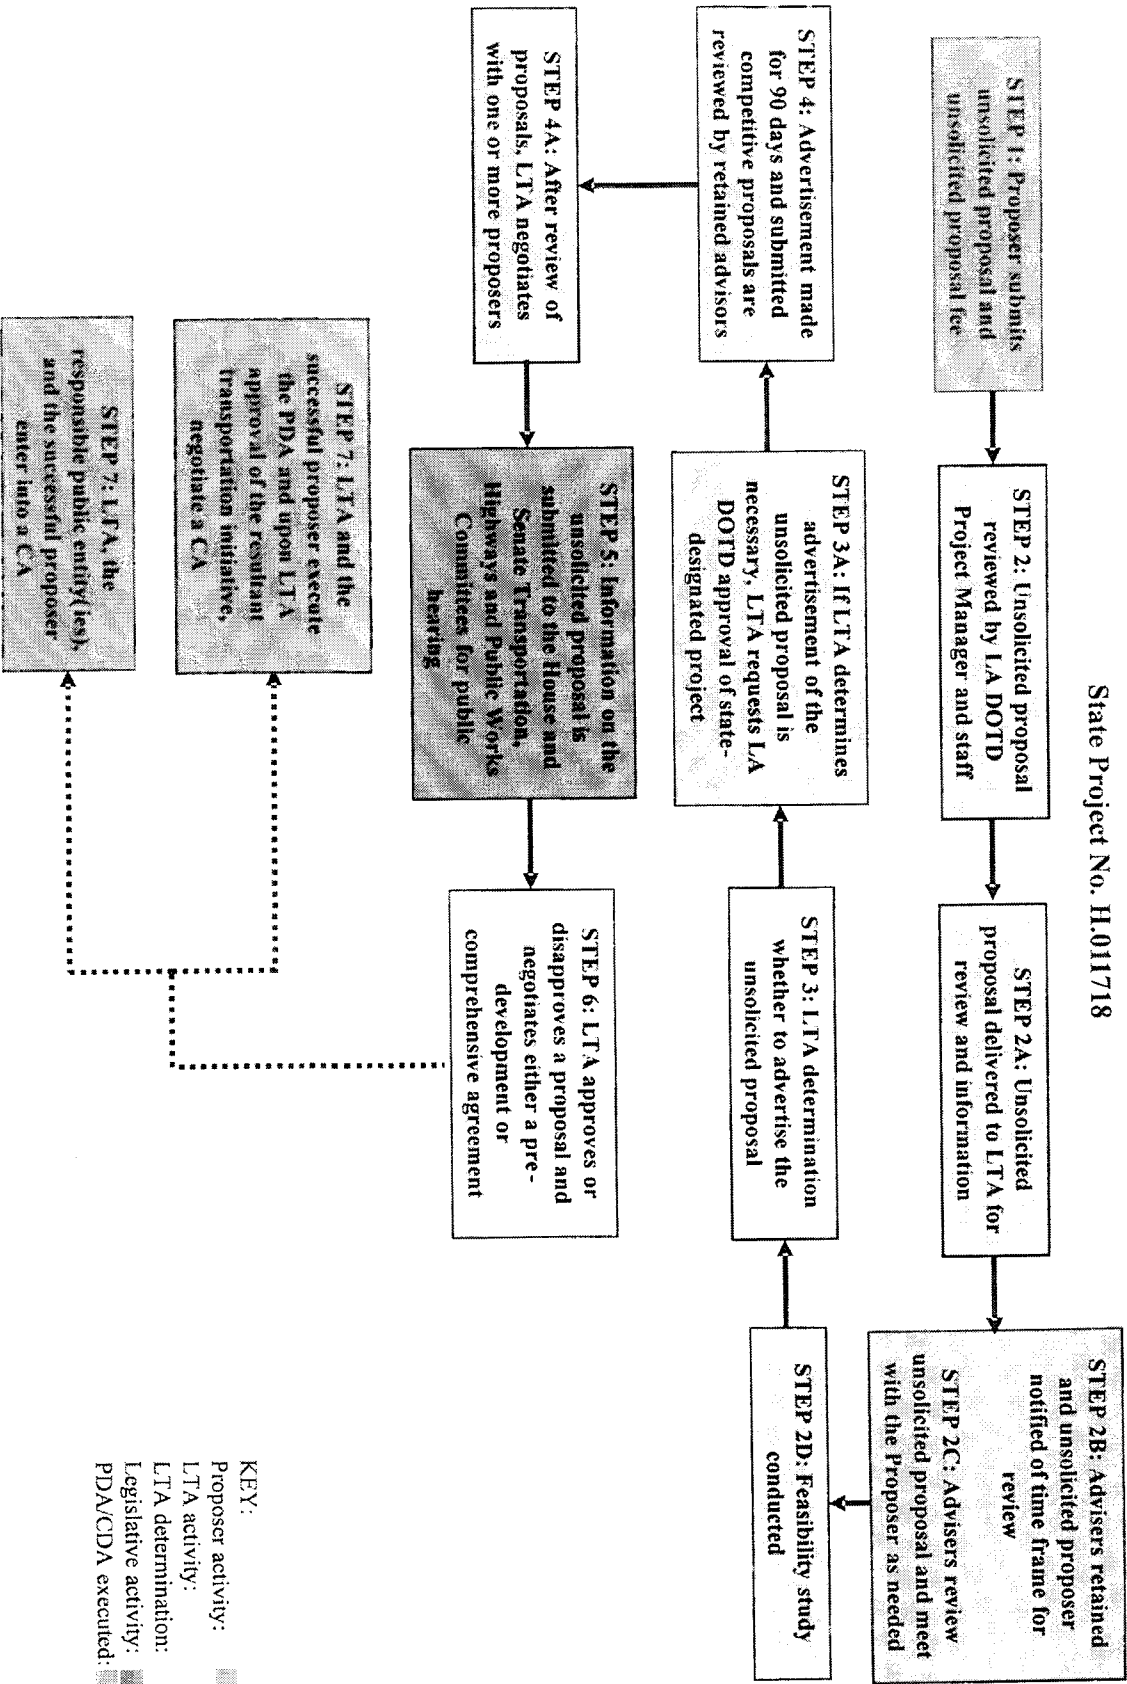 State Project No. H.011718
STEP 1: Proposer submits
unsolicited proposal and
unsolicited proposal fee
STEP 2: Unsolicited proposal
reviewed by LA DOTD
Project Manager and staff
STEP 2A: Unsolicited
proposal delivered to LTA for
review and information
STEP 2B: Advisers retained
and unsolicited proposer
notified of time frame for
review
STEP 2C: Advisers review
unsolicited proposal and meet
with the Proposer as needed
STEP 2D: Feasibility study
conducted
STEP 3: LTA determination
whether to advertise the
unsolicited proposal
STEP 3A: If LTA determines
advertisement of the
unsolicited proposal is
necessary, LTA requests LA
DOTD approval of state-
designated project
STEP 4: Advertisement made
for 90 days and submitted
competitive proposals are
reviewed by retained advisors
STEP 4A: After review of
proposals, LTA negotiates
with one or more proposers
STEP 5: Information on the
unsolicited proposal is
submitted to the House and
Senate Transportation,
Highways and Public Works
Committees for public
hearing
STEP 6: LTA approves or
disapproves a proposal and
negotiates either a pre-
development or
comprehensive agreement
STEP 7: LTA and the
successful proposer execute
the PDA and upon LTA
approval of the resultant
transportation initiative,
negotiate a CA
STEP 7: LTA, the
responsible public entity(ies),
and the successful proposer
enter into a CA
KEY:
Proposer activity:
LTA activity:
LTA determination:
Legislative activity:
PDA/CDA executed: